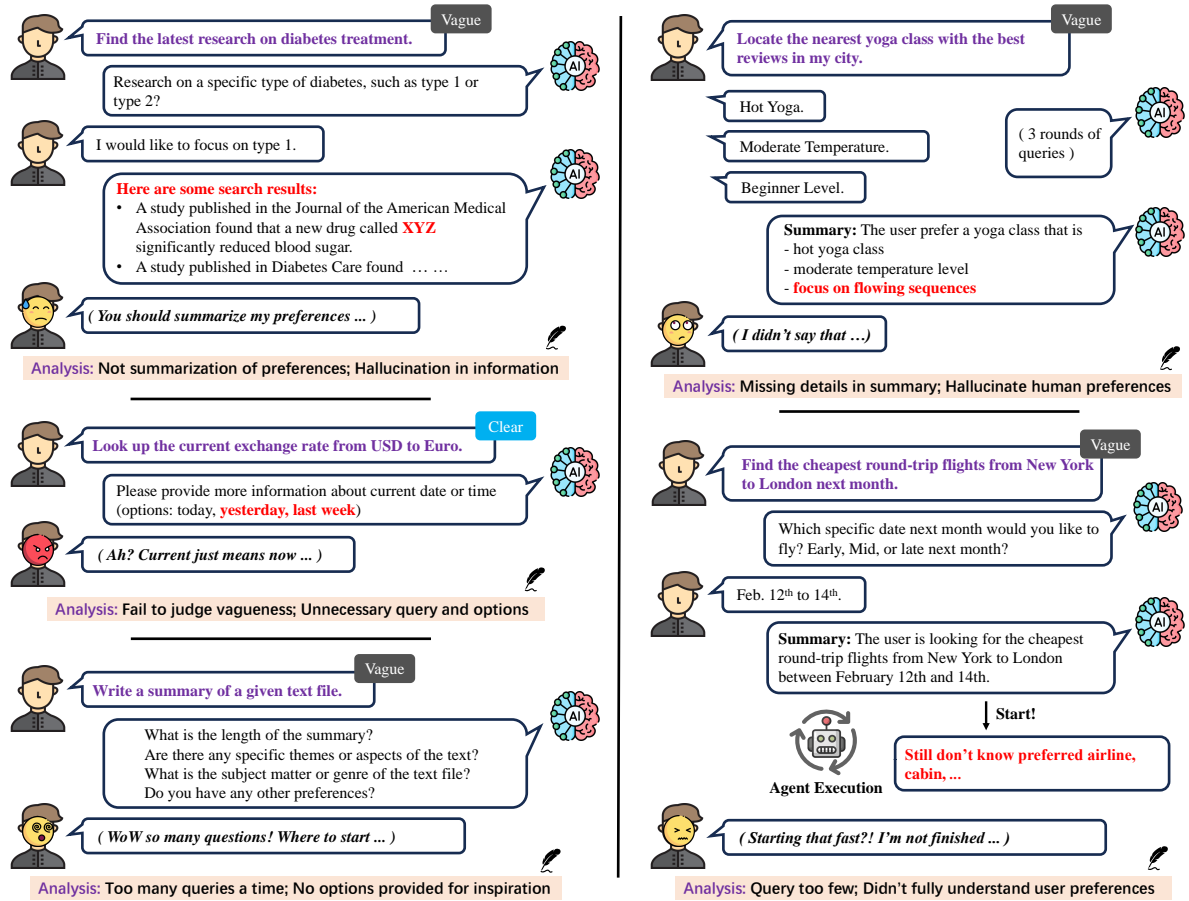 Vague
Find the latest research on diabetes treatment.
AI
Research on a specific type of diabetes, such as type 1 or
type 2?
I would like to focus on type 1.
AI
Here are some search results:
• A study published in the Journal of the American Medical
Association found that a new drug called XYZ
significantly reduced blood sugar.
• A study published in Diabetes Care found … …
( You should summarize my preferences ... )
Analysis: Not summarization of preferences; Hallucination in information
Clear
Look up the current exchange rate from USD to Euro.
AI
Please provide more information about current date or time
(options: today, yesterday, last week)
( Ah? Current just means now ... )
Analysis: Fail to judge vagueness; Unnecessary query and options
Vague
Write a summary of a given text file.
AI
What is the length of the summary?
Are there any specific themes or aspects of the text?
What is the subject matter or genre of the text file?
Do you have any other preferences?
( WoW so many questions! Where to start ... )
Analysis: Too many queries a time; No options provided for inspiration
Vague
Locate the nearest yoga class with the best
reviews in my city.
Hot Yoga.
AI
( 3 rounds of
queries )
Moderate Temperature.
Beginner Level.
AI
Summary: The user prefer a yoga class that is
- hot yoga class
- moderate temperature level
- focus on flowing sequences
( I didn't say that …)
Analysis: Missing details in summary; Hallucinate human preferences
Vague
Find the cheapest round-trip flights from New York
to London next month.
AI
Which specific date next month would you like to
fly? Early, Mid, or late next month?
Feb. 12th to 14th.
AI
Summary: The user is looking for the cheapest
round-trip flights from New York to London
between February 12th and 14th.
Start!
Still don't know preferred airline,
cabin, ...
Agent Execution
( Starting that fast?! I'm not finished ... )
Analysis: Query too few; Didn't fully understand user preferences